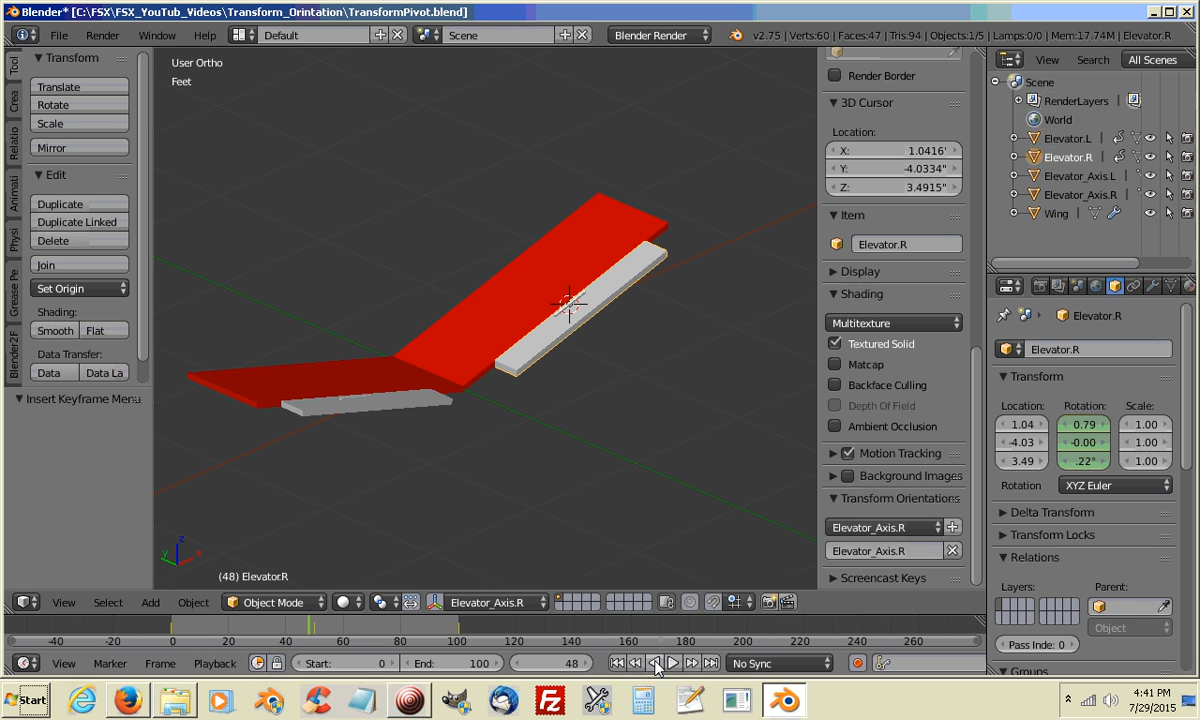 Blender* [C:\FSX\FSX_YouTub_Videos\Transform_Orintation\TransformPivot.blend]
File Render Window Help Default Scene Blender Render v2.75 | Verts:60 | Faces:47 | Tris:94 | Objects:1/5 | Lamps:0/0 | Mem:17.74M | Elevator.R
Tool
Crea
Relatio
Animati
Physi
Grease Pe
Blender2F
Transform
Translate
Rotate
Scale
Mirror
Edit
Duplicate
Duplicate Linked
Delete
Join
Set Origin
Shading:
Smooth Flat
Data Transfer:
Data Data La
Insert Keyframe Menu
User Ortho
Feet
z
y
x
(48) Elevator.R
Render Border
3D Cursor
Location:
X: 1.0416'
Y: -4.0334"
Z: 3.4915"
Item
Elevator.R
Display
Shading
Multitexture
Textured Solid
Matcap
Backface Culling
Depth Of Field
Ambient Occlusion
Motion Tracking
Background Images
Transform Orientations
Elevator_Axis.R
Elevator_Axis.R
Screencast Keys
View Search All Scenes
Scene
RenderLayers
World
Elevator.L
Elevator.R
Elevator_Axis.L
Elevator_Axis.R
Wing
Elevator.R
Elevator.R
Transform
Location: Rotation: Scale:
1.04 0.79 1.00
-4.03 -0.00 1.00
3.49 .22° 1.00
Rotation XYZ Euler
Delta Transform
Transform Locks
Relations
Layers: Parent:
Object
Pass Inde: 0
Groups
View Select Add Object Object Mode Elevator_Axis.R
-40 -20 0 20 40 60 80 100 120 140 160 180 200 220 240 260
View Marker Frame Playback Start: 0 End: 100 48 No Sync
Start
4:41 PM
7/29/2015